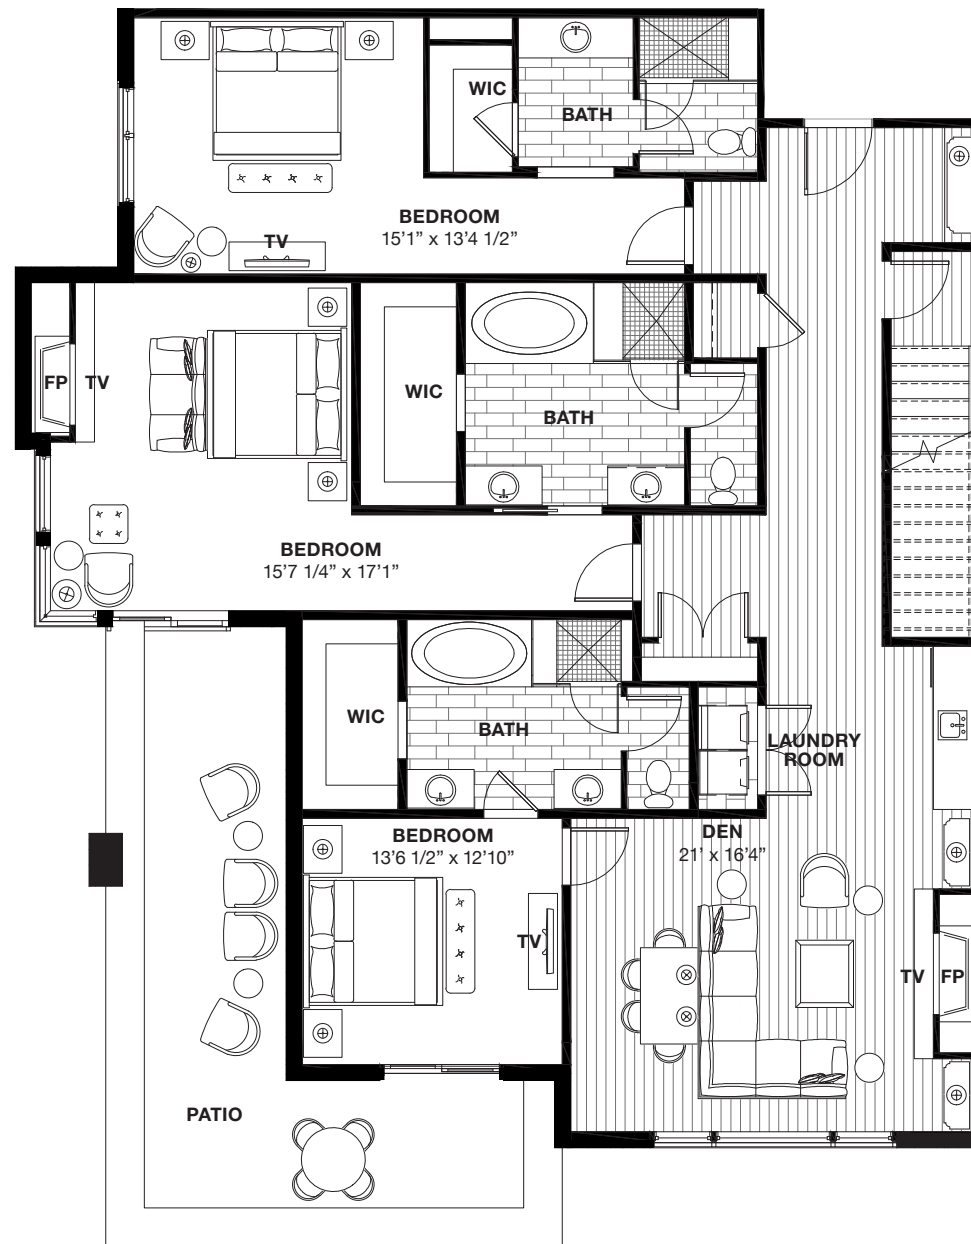 WIC
BATH
BEDROOM
15'1" x 13'4 1/2"
TV
FP
TV
WIC
BATH
BEDROOM
15'7 1/4" x 17'1"
WIC
BATH
LAUNDRY
ROOM
BEDROOM
13'6 1/2" x 12'10"
DEN
21' x 16'4"
TV
TV
FP
PATIO